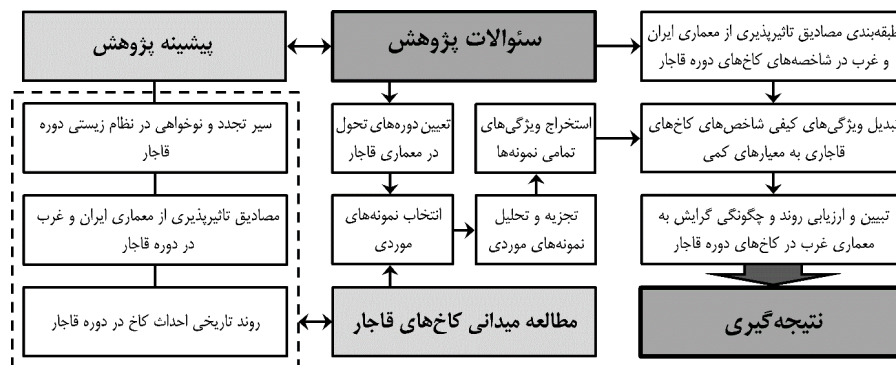 پیشینه پژوهش
سیر تجدد و نوخواهی در نظام زیستی دوره
قاجار
مصادیق تاثیرپذیری از معماری ایران و غرب
در دوره قاجار
روند تاریخی احداث کاخ در دوره قاجار
سئوالات پژوهش
تعیین دوره‌های تحول
در معماری قاجار
انتخاب نمونه‌های
موردی
استخراج ویژگی‌های
تمامی نمونه‌ها
تجزیه و تحلیل
نمونه‌های موردی
مطالعه میدانی کاخ‌های قاجار
طبقه‌بندی مصادیق تاثیرپذیری از معماری ایران
و غرب در شاخصه‌های کاخ‌های دوره قاجار
تبدیل ویژگی‌های کیفی شاخص‌های کاخ‌های
قاجاری به معیارهای کمی
تبیین و ارزیابی روند و چگونگی گرایش به
معماری غرب در کاخ‌های دوره قاجار
نتیجه‌گیری